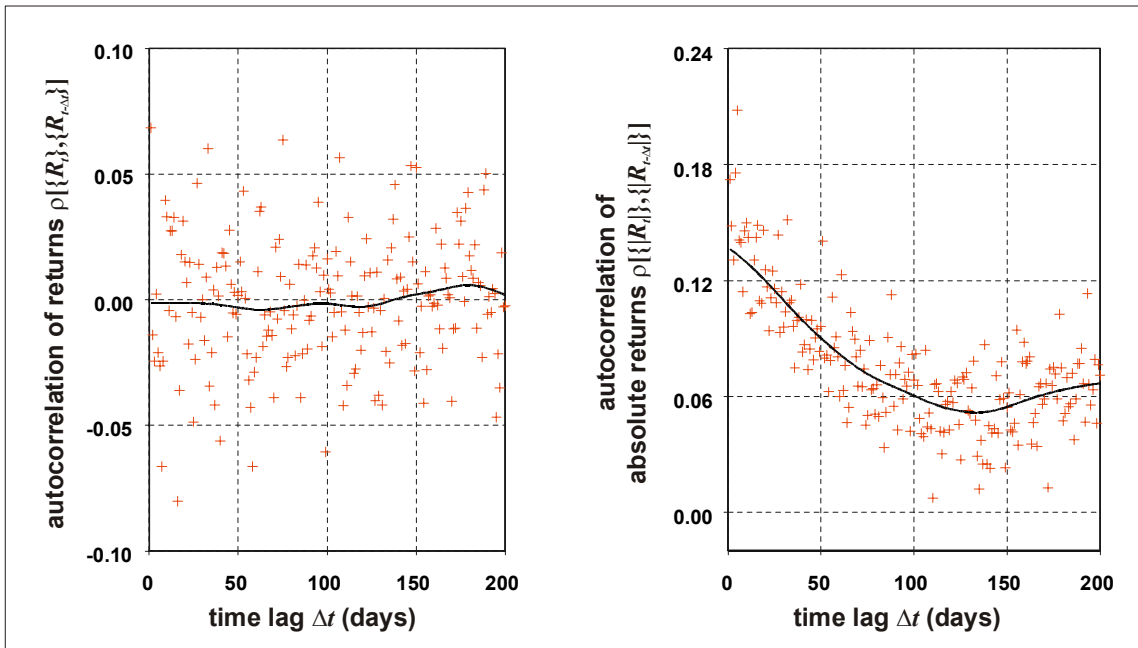 autocorrelation of returns ρ[{Rₜ},{Rₜ₋Δₜ}]
0.10
0.05
0.00
-0.05
-0.10
0 50 100 150 200
time lag Δt (days)
autocorrelation of
absolute returns ρ[{|Rₜ|},{|Rₜ₋Δₜ|}]
0.24
0.18
0.12
0.06
0.00
0 50 100 150 200
time lag Δt (days)